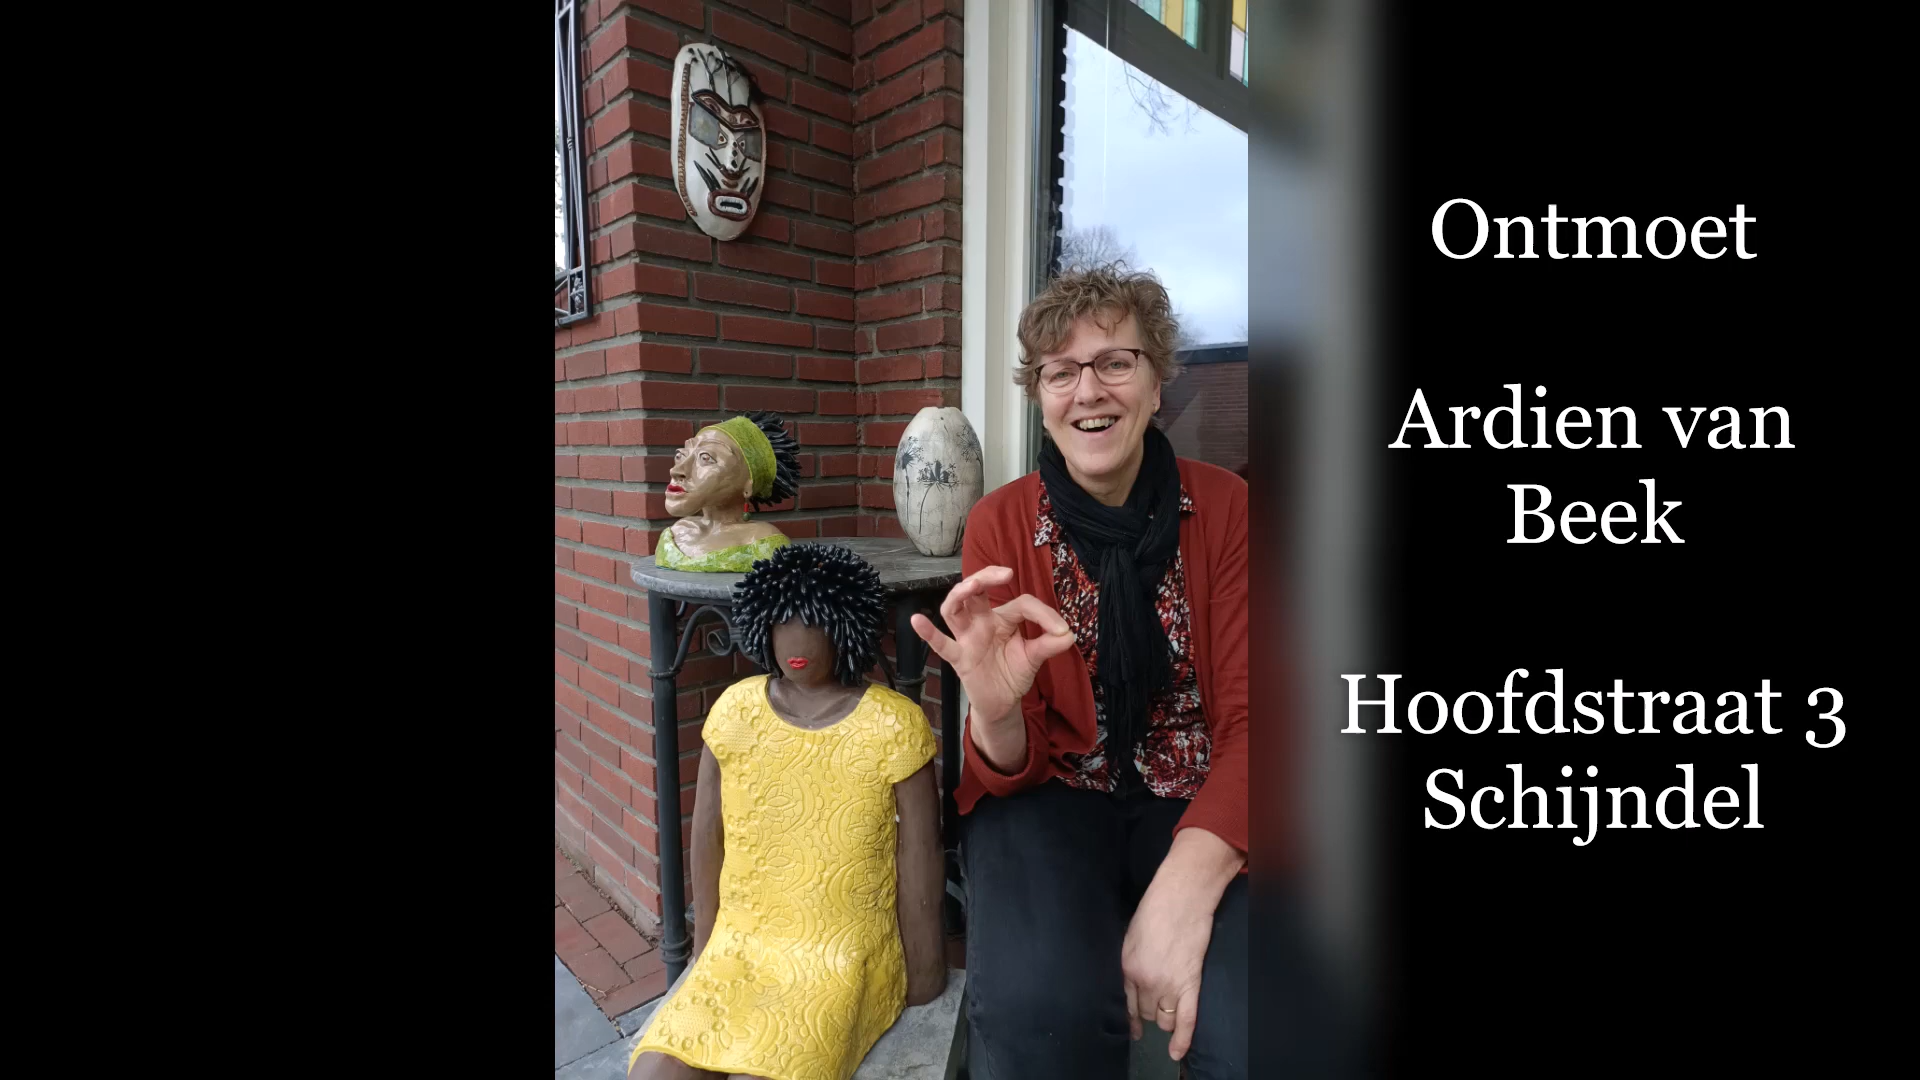 Ontmoet
Ardien van
Beek
Hoofdstraat 3
Schijndel